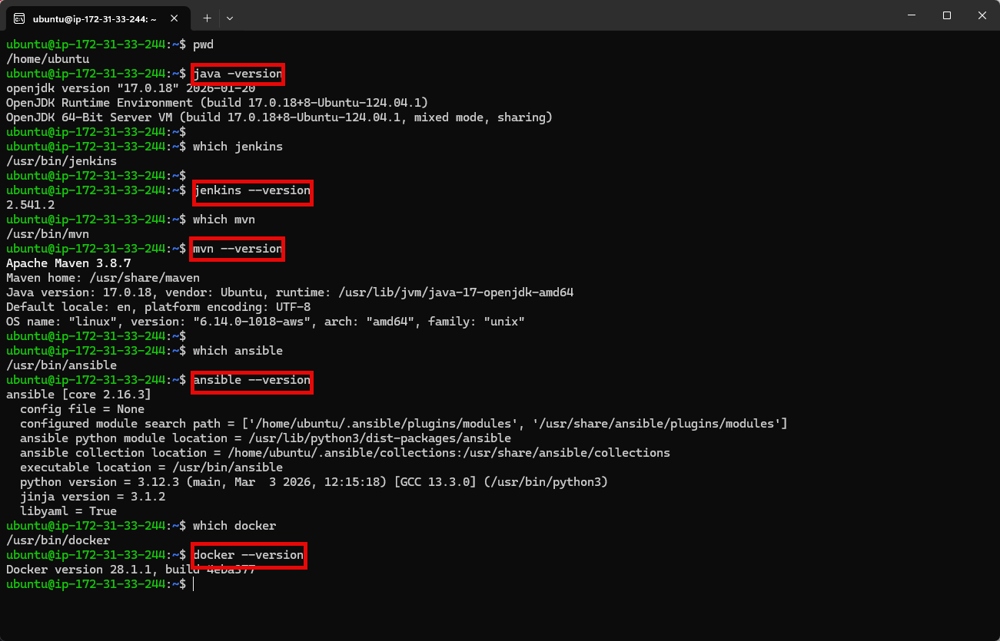 ubuntu@ip-172-31-33-244: ~
ubuntu@ip-172-31-33-244:~$ pwd
/home/ubuntu
ubuntu@ip-172-31-33-244:~$ java -version
openjdk version "17.0.18" 2026-01-20
OpenJDK Runtime Environment (build 17.0.18+8-Ubuntu-124.04.1)
OpenJDK 64-Bit Server VM (build 17.0.18+8-Ubuntu-124.04.1, mixed mode, sharing)
ubuntu@ip-172-31-33-244:~$
ubuntu@ip-172-31-33-244:~$ which jenkins
/usr/bin/jenkins
ubuntu@ip-172-31-33-244:~$
ubuntu@ip-172-31-33-244:~$ jenkins --version
2.541.2
ubuntu@ip-172-31-33-244:~$ which mvn
/usr/bin/mvn
ubuntu@ip-172-31-33-244:~$ mvn --version
Apache Maven 3.8.7
Maven home: /usr/share/maven
Java version: 17.0.18, vendor: Ubuntu, runtime: /usr/lib/jvm/java-17-openjdk-amd64
Default locale: en, platform encoding: UTF-8
OS name: "linux", version: "6.14.0-1018-aws", arch: "amd64", family: "unix"
ubuntu@ip-172-31-33-244:~$
ubuntu@ip-172-31-33-244:~$ which ansible
/usr/bin/ansible
ubuntu@ip-172-31-33-244:~$ ansible --version
ansible [core 2.16.3]
  config file = None
  configured module search path = ['/home/ubuntu/.ansible/plugins/modules', '/usr/share/ansible/plugins/modules']
  ansible python module location = /usr/lib/python3/dist-packages/ansible
  ansible collection location = /home/ubuntu/.ansible/collections:/usr/share/ansible/collections
  executable location = /usr/bin/ansible
  python version = 3.12.3 (main, Mar  3 2026, 12:15:18) [GCC 13.3.0] (/usr/bin/python3)
  jinja version = 3.1.2
  libyaml = True
ubuntu@ip-172-31-33-244:~$ which docker
/usr/bin/docker
ubuntu@ip-172-31-33-244:~$ docker --version
Docker version 28.1.1, build 4eba377
ubuntu@ip-172-31-33-244:~$